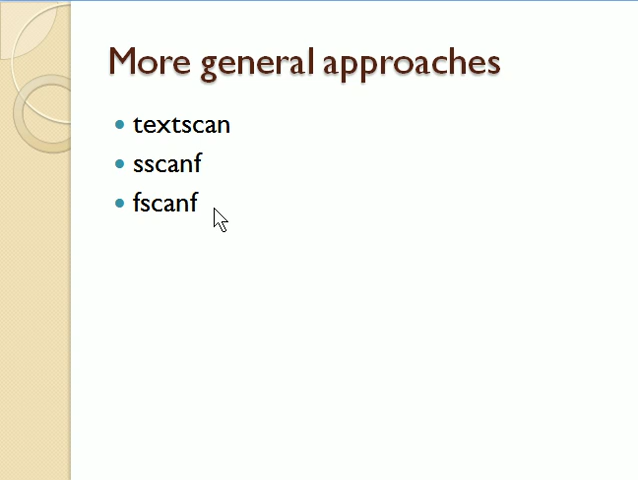 More general approaches
textscan
sscanf
fscanf